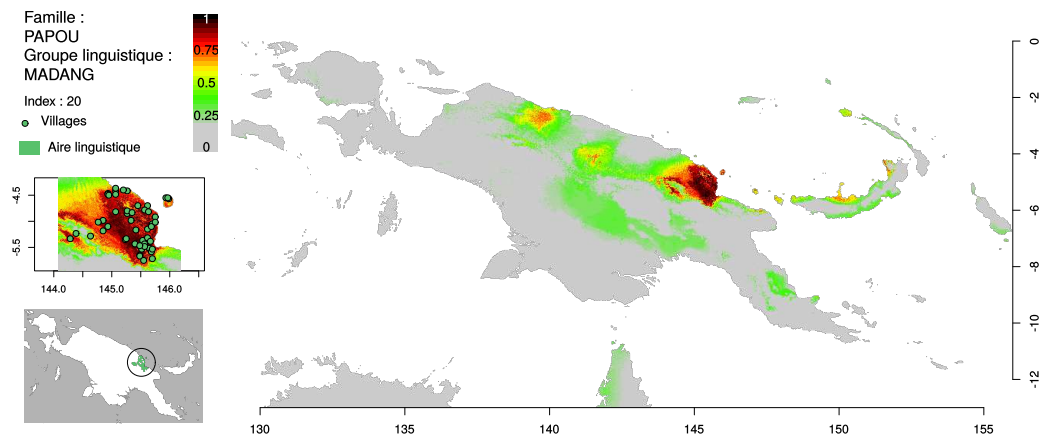 Famille :
PAPOU
Groupe linguistique :
MADANG
Index : 20
Villages
Aire linguistique
1
0.75
0.5
0.25
0
-4.5
-5.5
144.0 145.0 146.0
0
-2
-4
-6
-8
-10
-12
130 135 140 145 150 155